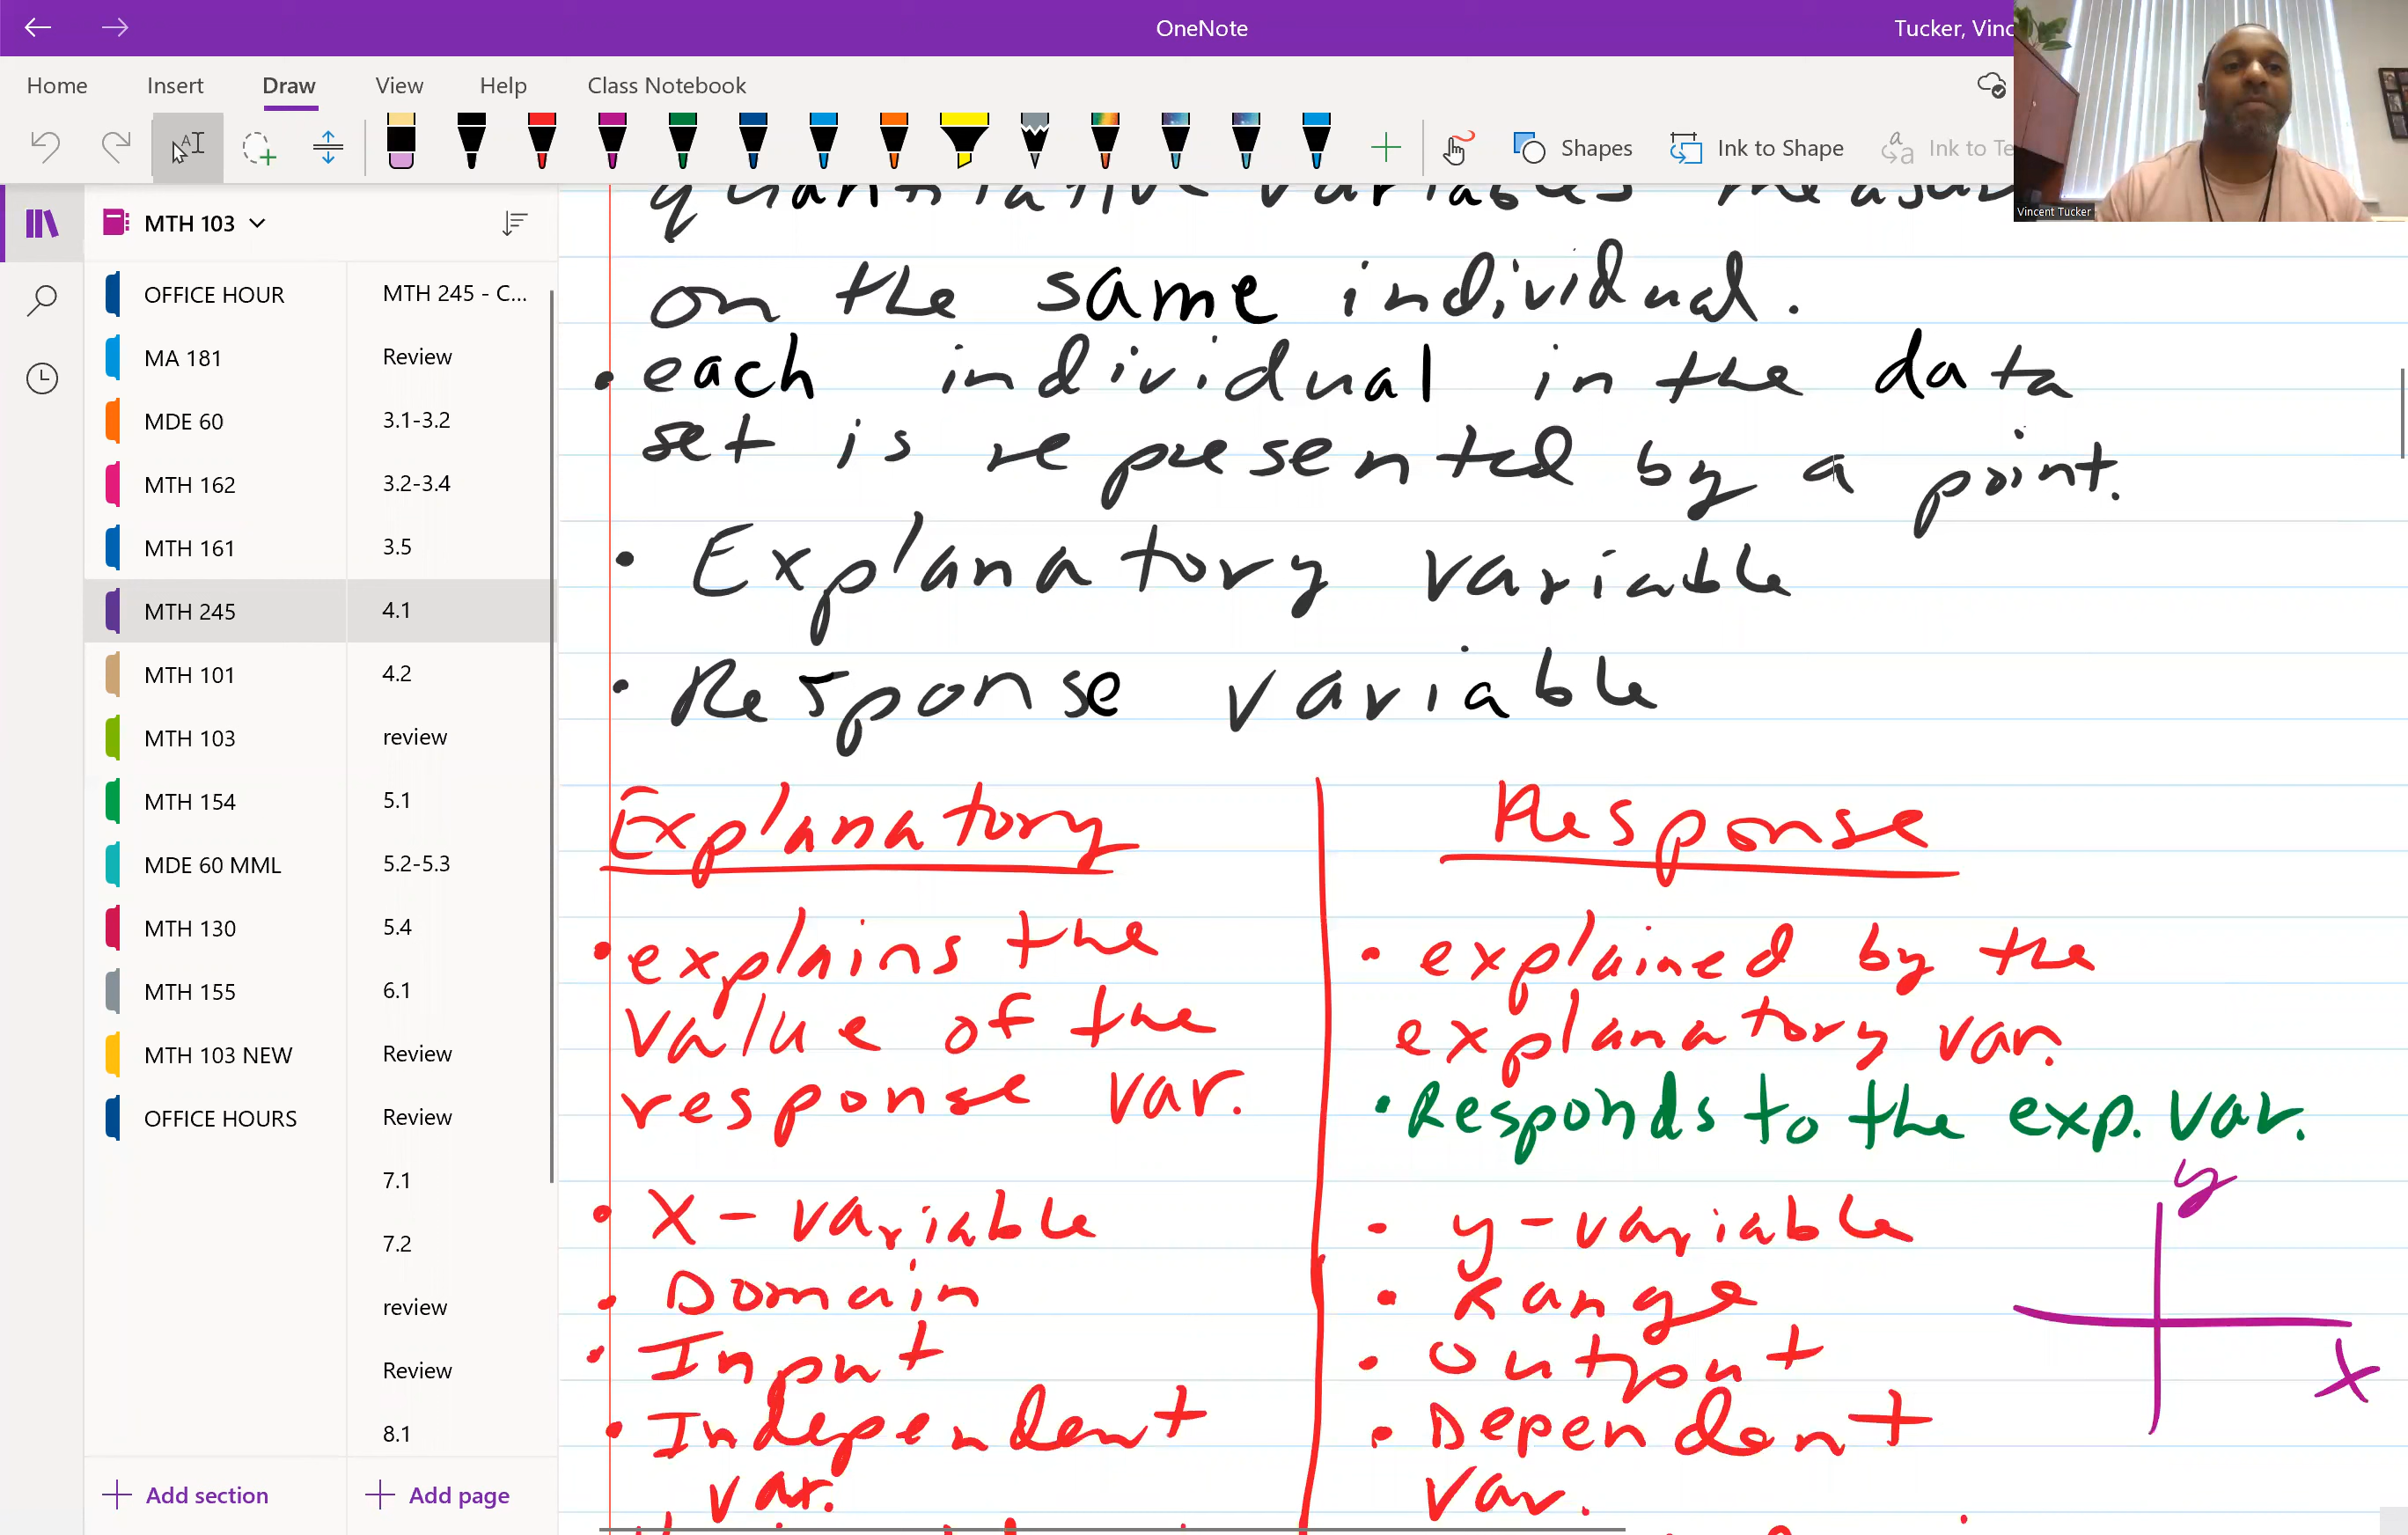 OneNote
Tucker, Vinc
Home Insert Draw View Help Class Notebook
Shapes Ink to Shape Ink to Te
Vincent Tucker
MTH 103
OFFICE HOUR
MA 181
MDE 60
MTH 162
MTH 161
MTH 245
MTH 101
MTH 103
MTH 154
MDE 60 MML
MTH 130
MTH 155
MTH 103 NEW
OFFICE HOURS
Add section
MTH 245 - C...
Review
3.1-3.2
3.2-3.4
3.5
4.1
4.2
review
5.1
5.2-5.3
5.4
6.1
Review
Review
7.1
7.2
review
Review
8.1
Add page
quantitative variables
on the same individual.
• each individual in the data
set is represented by a point.
• Explanatory variable
• Response variable
Explanatory
• explains the
value of the
response var.
• x-variable
• Domain
• Input
• Independent
var.
Response
• explained by the
explanatory var.
• Responds to the exp. var.
• y-variable
• Range
• Output
• Dependent
var.
y
x